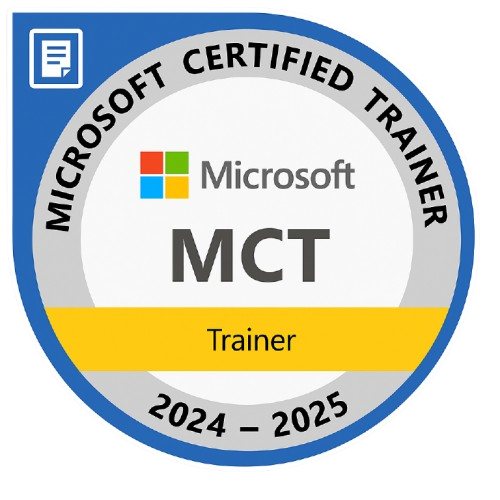 MICROSOFT CERTIFIED TRAINER
Microsoft
MCT
Trainer
2024 – 2025